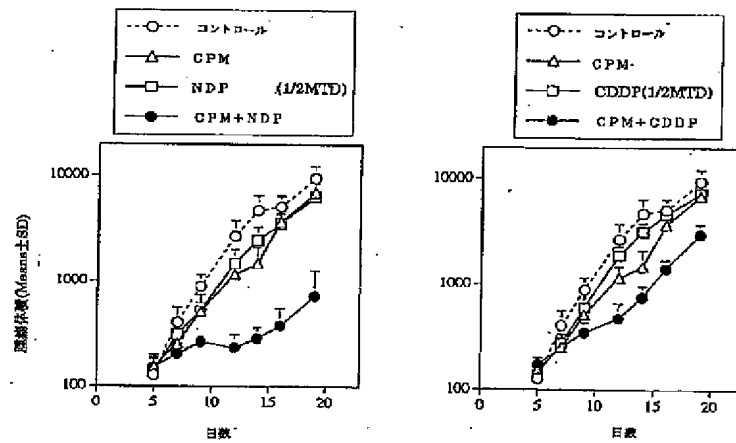 コントロール
CPM
NDP (1/2MTD)
CPM+NDP
10000
1000
100
0 5 10 15 20
日数
腫瘍体積(Means±SD)
コントロール
CPM
CDDP(1/2MTD)
CPM+CDDP
10000
1000
100
0 5 10 15 20
日数